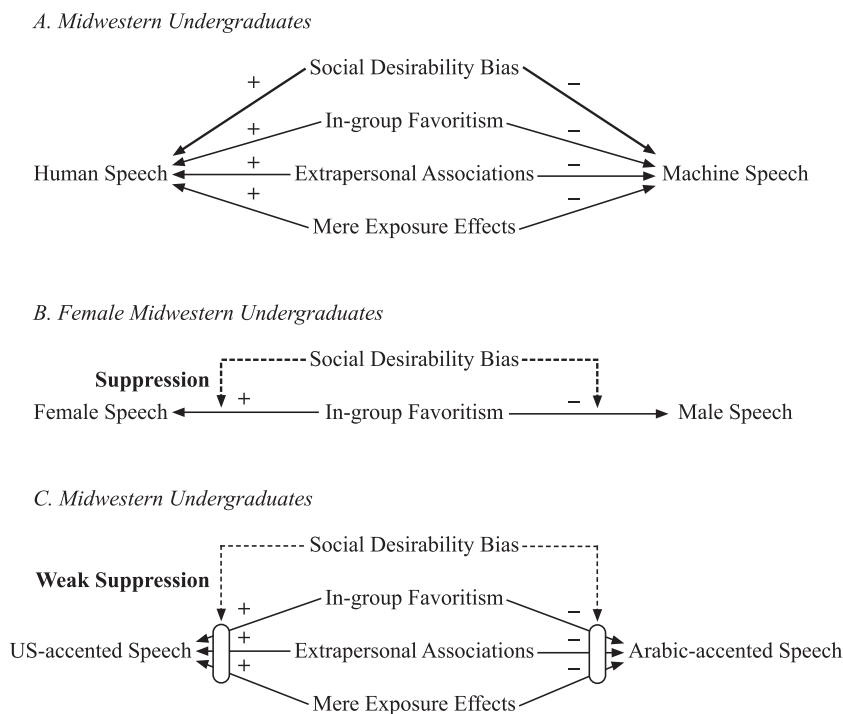 A. Midwestern Undergraduates
Social Desirability Bias
+ –
In-group Favoritism
+ –
Human Speech + Extrapersonal Associations – Machine Speech
+ –
Mere Exposure Effects
B. Female Midwestern Undergraduates
Social Desirability Bias
Suppression
Female Speech + In-group Favoritism – Male Speech
C. Midwestern Undergraduates
Social Desirability Bias
Weak Suppression
In-group Favoritism
+ –
US-accented Speech + Extrapersonal Associations – Arabic-accented Speech
+ –
Mere Exposure Effects